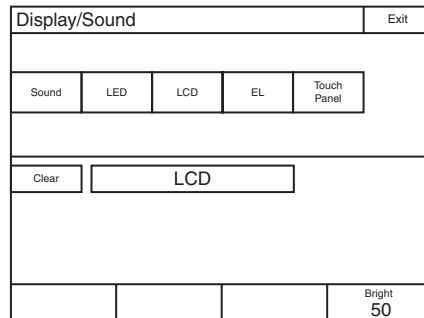 Display/Sound
Exit
Sound
LED
LCD
EL
Touch
Panel
Clear
LCD
Bright
50